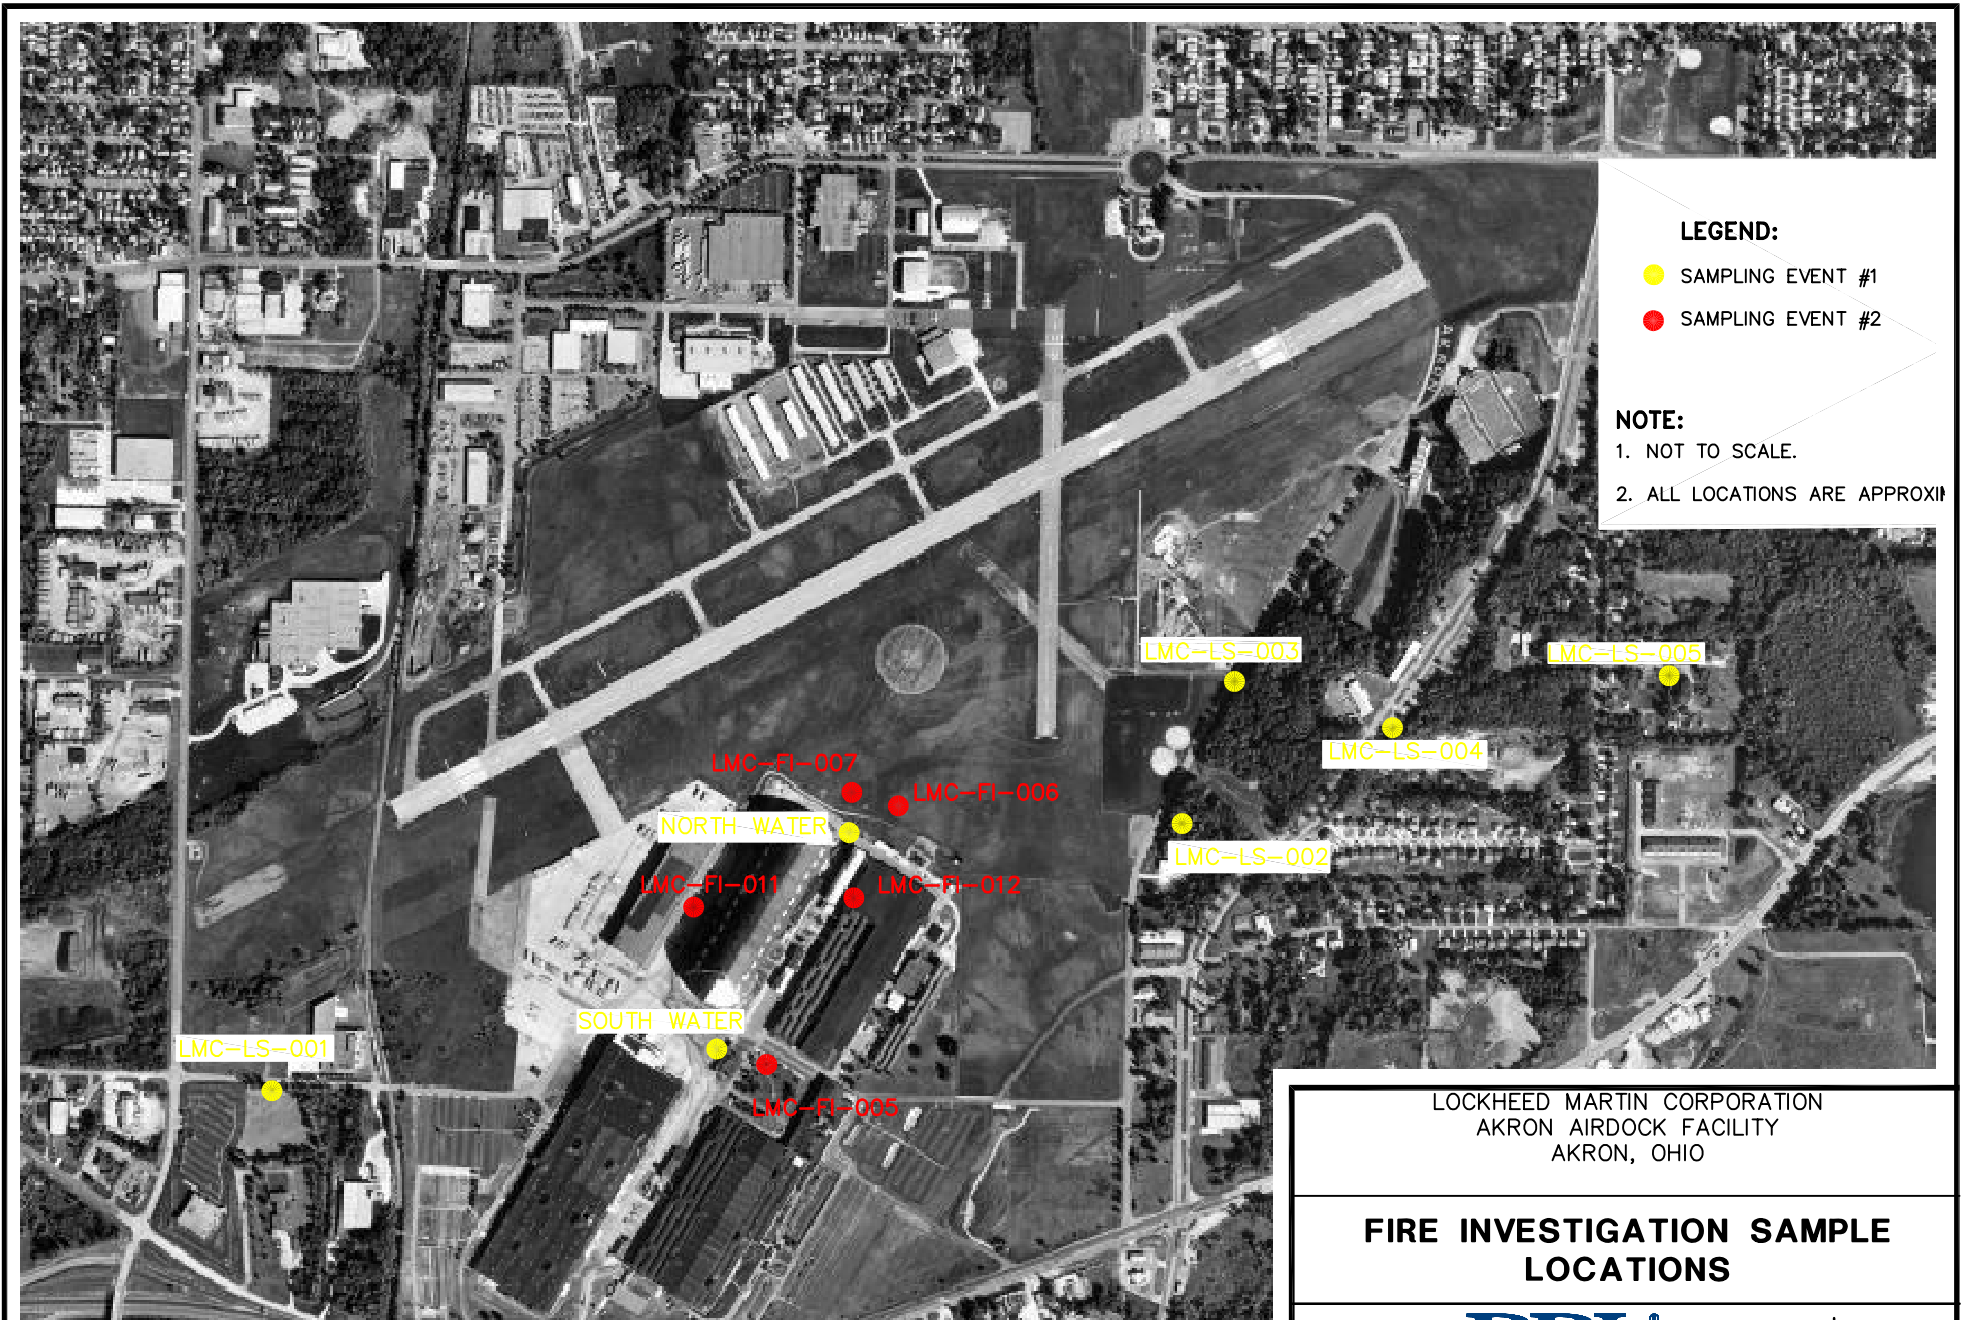 LEGEND:
SAMPLING EVENT #1
SAMPLING EVENT #2
NOTE:
1. NOT TO SCALE.
2. ALL LOCATIONS ARE
LMC-LS-003
LMC-LS-005
LMC-LS-004
LMC-FI-007
LMC-FI-006
NORTH WATER
LMC-LS-002
LMC-FI-011
LMC-FI-012
SOUTH WATER
LMC-LS-001
LMC-FI-005
LOCKHEED MARTIN CORPORATION
AKRON AIRDOCK FACILITY
AKRON, OHIO
FIRE INVESTIGATION SAMPLE
LOCATIONS